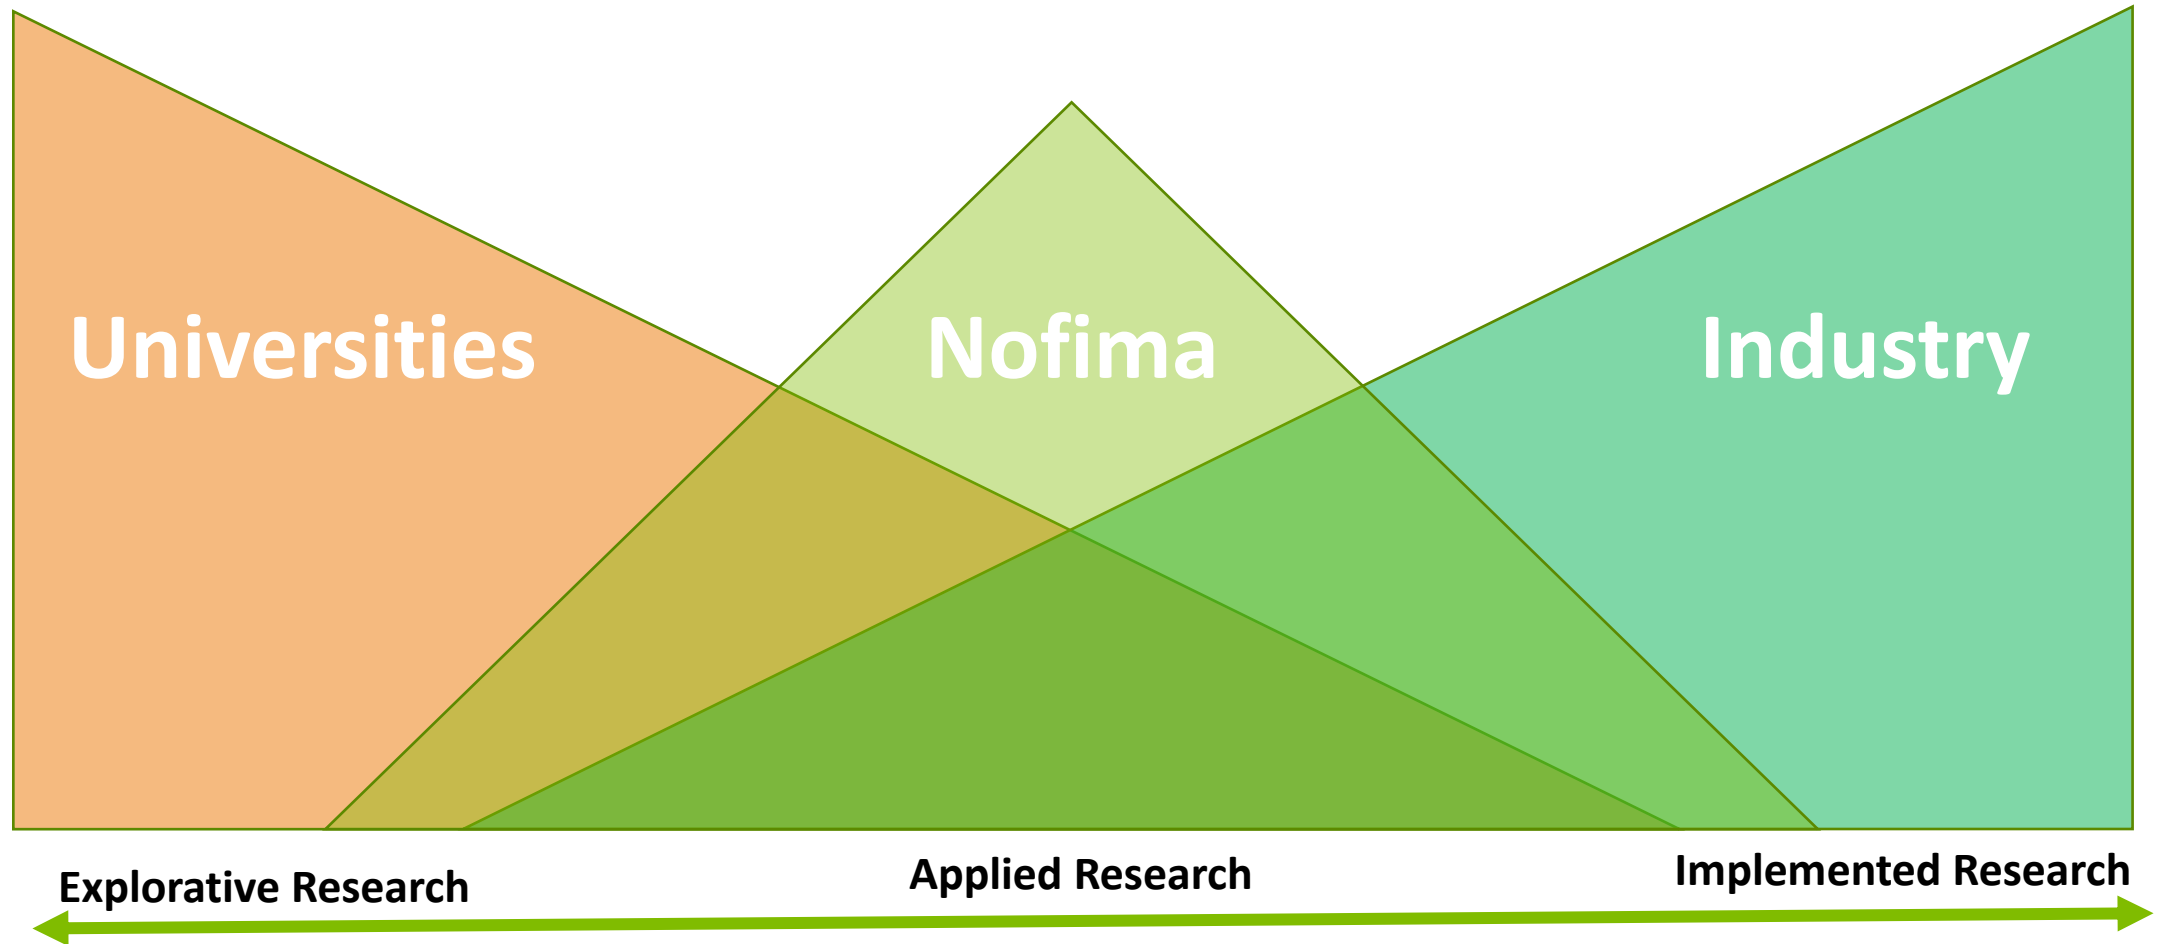 Universities
Nofima
Industry
Explorative Research
Applied Research
Implemented Research